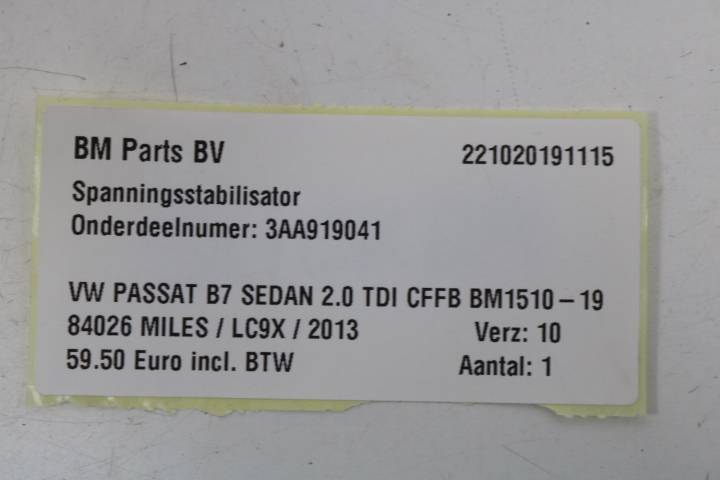 BM Parts BV 221020191115
Spanningsstabilisator
Onderdeelnumer: 3AA919041
VW PASSAT B7 SEDAN 2.0 TDI CFFB BM1510-19
84026 MILES / LC9X / 2013 Verz: 10
59.50 Euro incl. BTW Aantal: 1